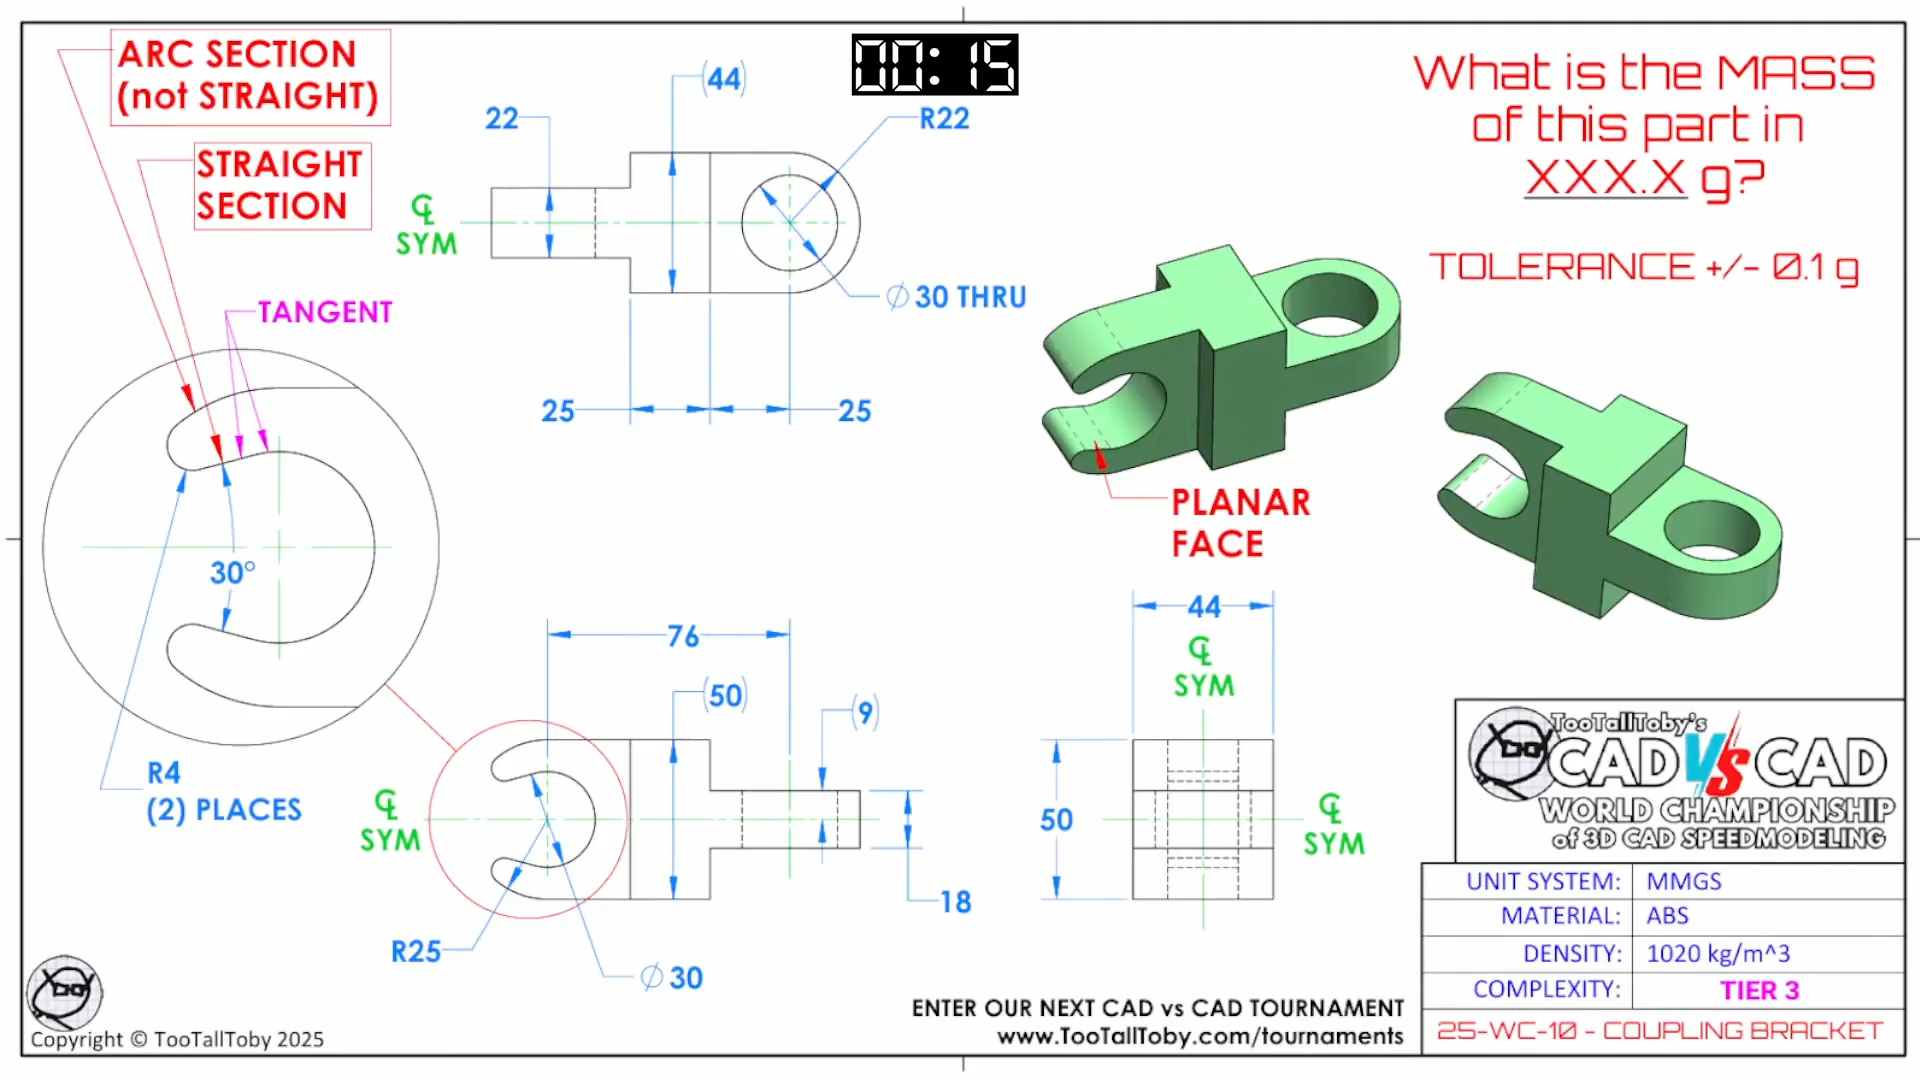 ARC SECTION
(not STRAIGHT)
STRAIGHT
SECTION
TANGENT
30°
R4
(2) PLACES
00:15
22
(44)
R22
℄
SYM
Ø 30 THRU
25
25
What is the MASS
of this part in
XXX.X g?
TOLERANCE +/- 0.1 g
PLANAR
FACE
76
(50)
(9)
℄
SYM
18
R25
Ø 30
44
℄
SYM
50
℄
SYM
TooTallToby's
CAD VS CAD
WORLD CHAMPIONSHIP
of 3D CAD SPEEDMODELING
UNIT SYSTEM: MMGS
MATERIAL: ABS
DENSITY: 1020 kg/m^3
COMPLEXITY: TIER 3
25-WC-10 - COUPLING BRACKET
ENTER OUR NEXT CAD vs CAD TOURNAMENT
www.TooTallToby.com/tournaments
Copyright © TooTallToby 2025